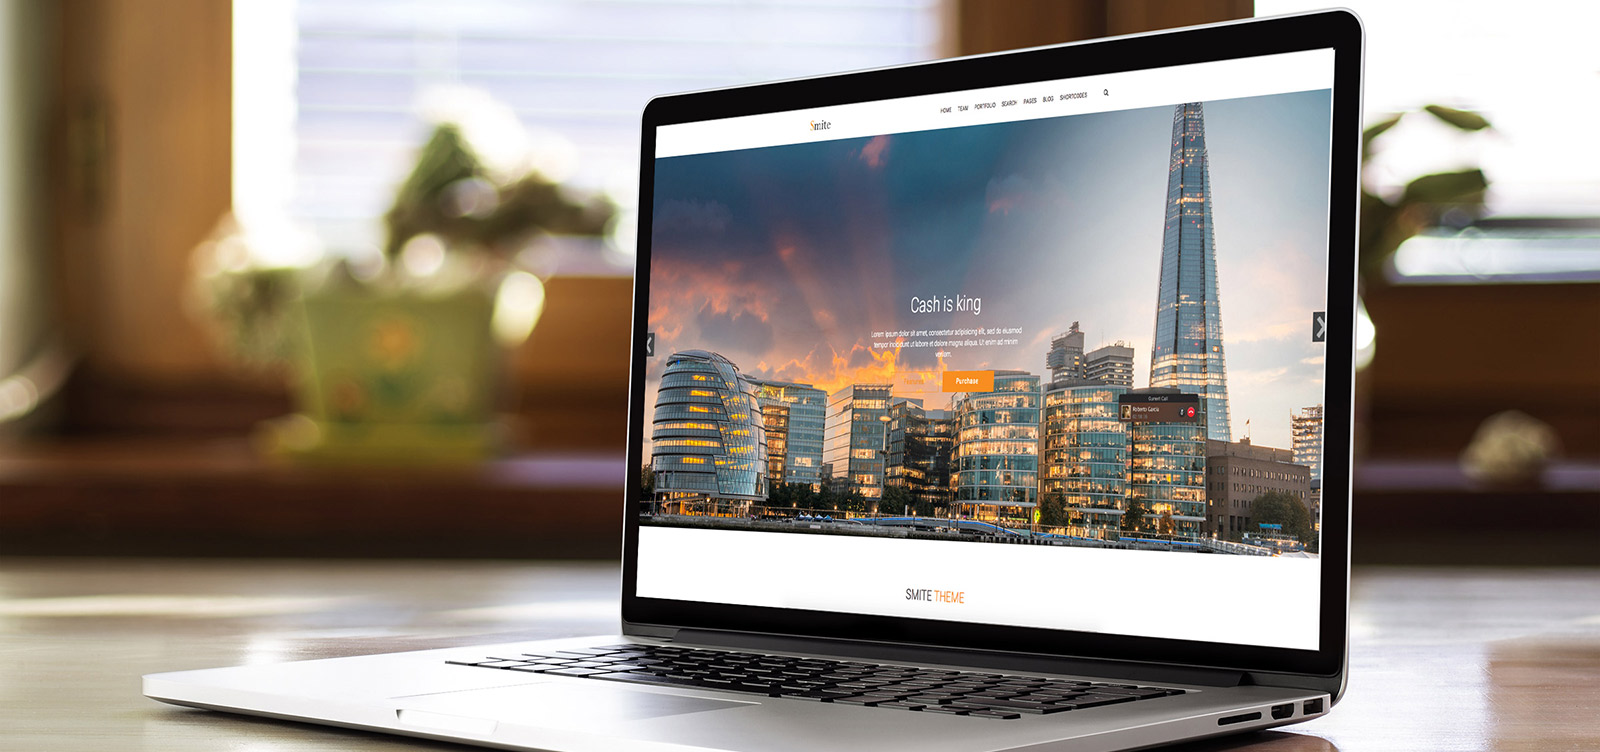 Smite
HOME TEAM PORTFOLIO SEARCH PAGES BLOG SHORTCODES
Cash is king
Lorem ipsum dolor sit amet, consectetur adipisicing elit, sed do eiusmod
tempor incididunt ut labore et dolore magna aliqua. Ut enim ad minim
veniam.
Features
Purchase
Current Call
Roberto Garcia
SMITE THEME